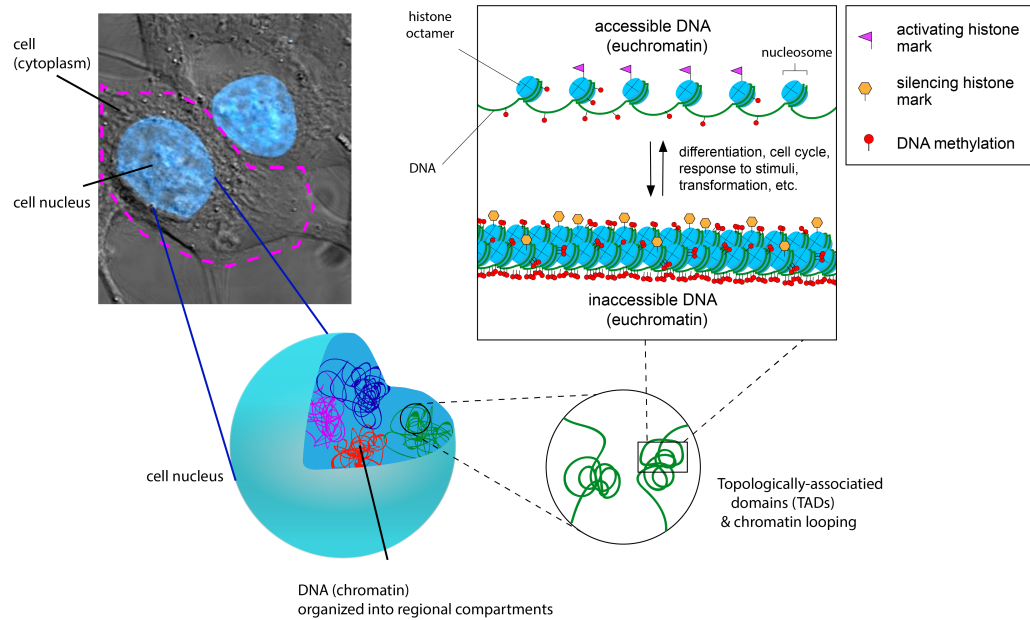 cell
(cytoplasm)
cell nucleus
histone
octamer
accessible DNA
(euchromatin)
nucleosome
DNA
differentiation, cell cycle,
response to stimuli,
transformation, etc.
inaccessible DNA
(euchromatin)
activating histone
mark
silencing histone
mark
DNA methylation
cell nucleus
DNA (chromatin)
organized into regional compartments
Topologically-associatied
domains (TADs)
& chromatin looping